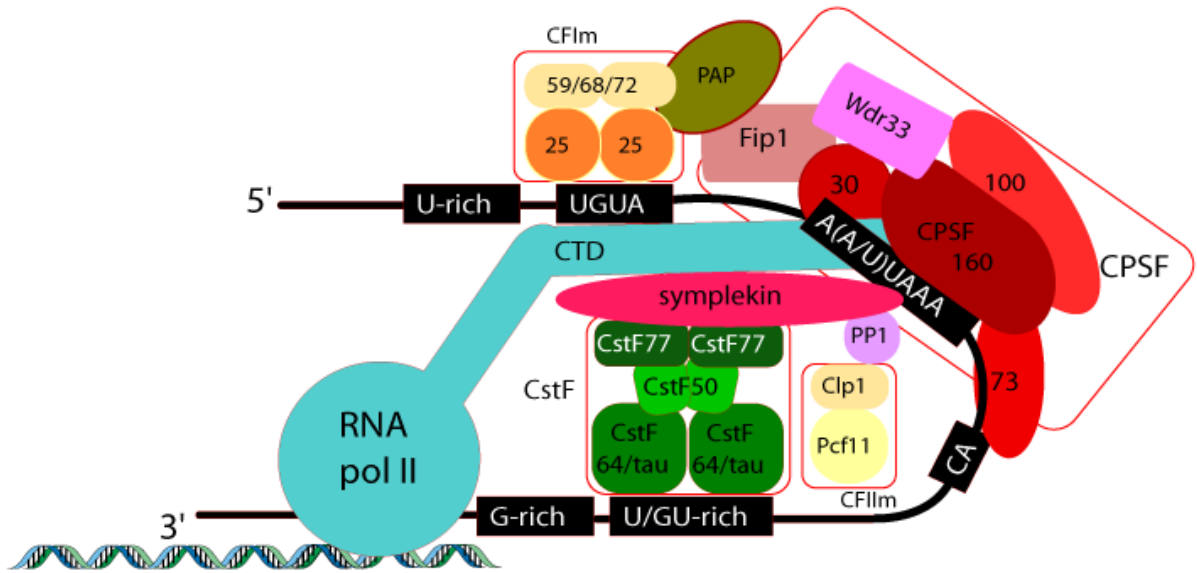 CFIm
59/68/72
PAP
25
25
Fip1
Wdr33
30
100
CPSF
160
CPSF
5'
U-rich
UGUA
A(A/U)UAAA
CTD
symplekin
PP1
CstF77
CstF77
CstF
CstF50
Clp1
73
RNA
pol II
CstF
64/tau
CstF
64/tau
Pcf11
CA
CFIIm
3'
G-rich
U/GU-rich